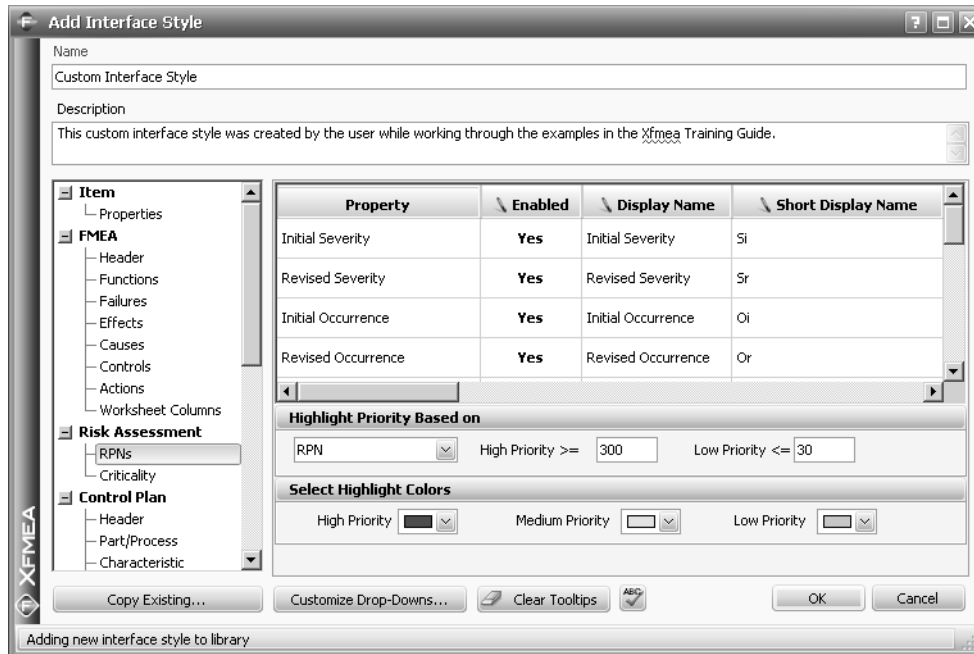 Add Interface Style
Name
Custom Interface Style
Description
This custom interface style was created by the user while working through the examples in the Xfmea Training Guide.
Item
Properties
FMEA
Header
Functions
Failures
Effects
Causes
Controls
Actions
Worksheet Columns
Risk Assessment
RPNs
Criticality
Control Plan
Header
Part/Process
Characteristic
Property Enabled Display Name Short Display Name
Initial Severity Yes Initial Severity Si
Revised Severity Yes Revised Severity Sr
Initial Occurrence Yes Initial Occurrence Oi
Revised Occurrence Yes Revised Occurrence Or
Highlight Priority Based on
RPN High Priority >= 300 Low Priority <= 30
Select Highlight Colors
High Priority Medium Priority Low Priority
XFMEA
Copy Existing... Customize Drop-Downs... Clear Tooltips ABC OK Cancel
Adding new interface style to library